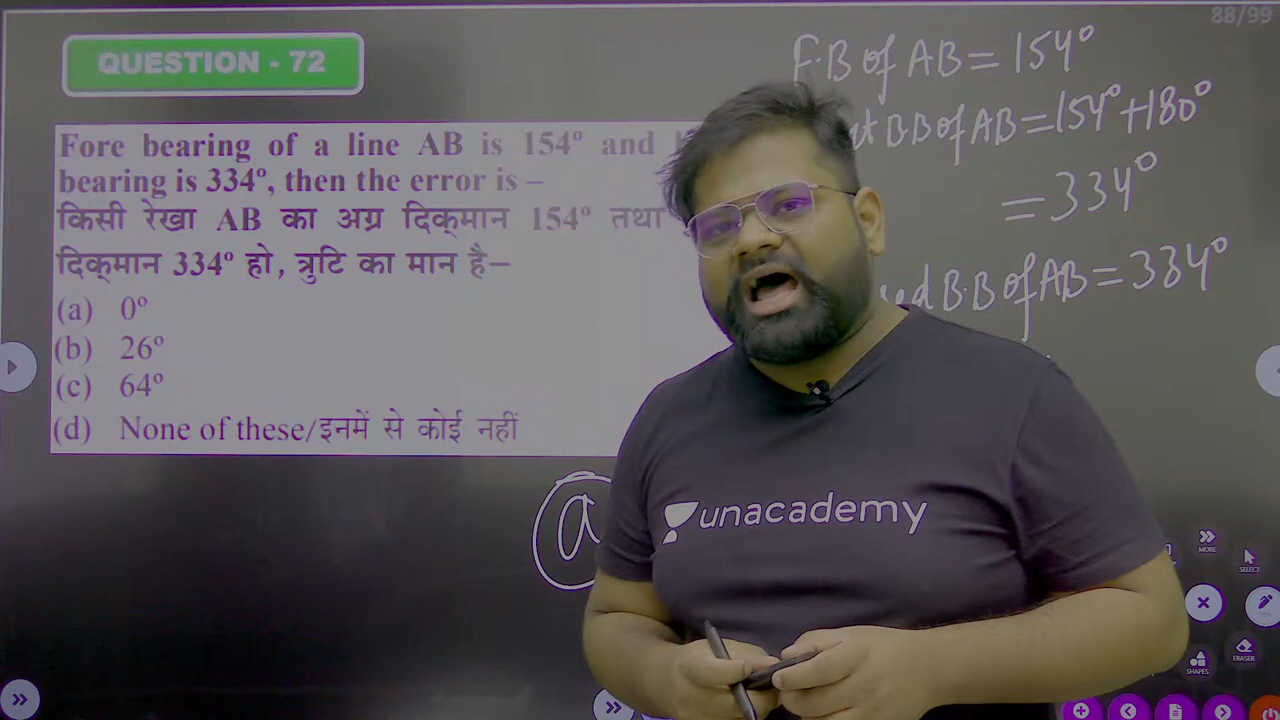 88/99
QUESTION - 72
Fore bearing of a line AB is 154° and
bearing is 334°, then the error is –
किसी रेखा AB का अग्र दिक्‌मान 154° तथा
दिक्‌मान 334° हो, त्रुटि का मान है–
(a) 0°
(b) 26°
(c) 64°
(d) None of these/इनमें से कोई नहीं
F.B of AB = 154°
B.B of AB = 154° + 180°
= 334°
B.B of AB = 334°
a
unacademy
MORE
SELECT
SHAPES
ERASER